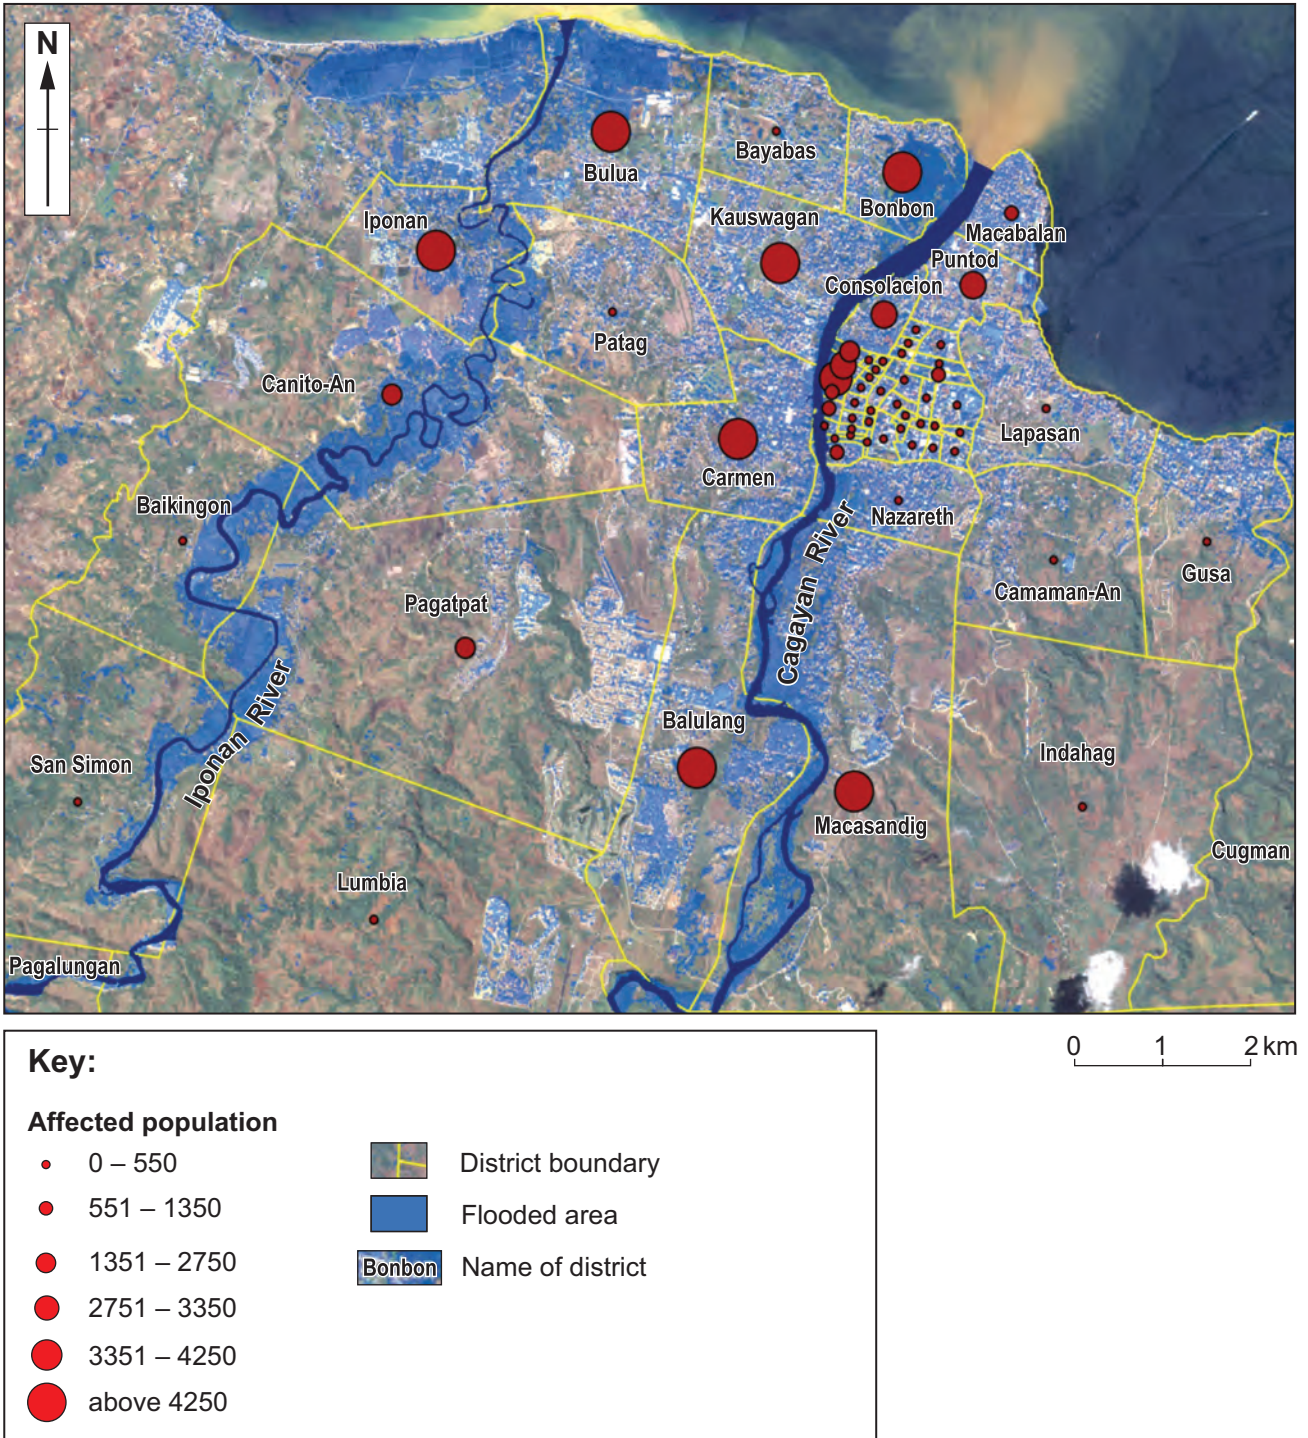 N
Bulua
Bayabas
Bonbon
Iponan
Kauswagan
Macabalan
Puntod
Consolacion
Patag
Canito-An
Lapasan
Carmen
Baikingon
Nazareth
Cagayan River
Gusa
Camaman-An
Pagatpat
Iponan River
Balulang
San Simon
Indahag
Macasandig
Cugman
Lumbia
Pagalungan
0 1 2 km
Key:
Affected population
0 – 550
551 – 1350
1351 – 2750
2751 – 3350
3351 – 4250
above 4250
District boundary
Flooded area
Bonbon Name of district